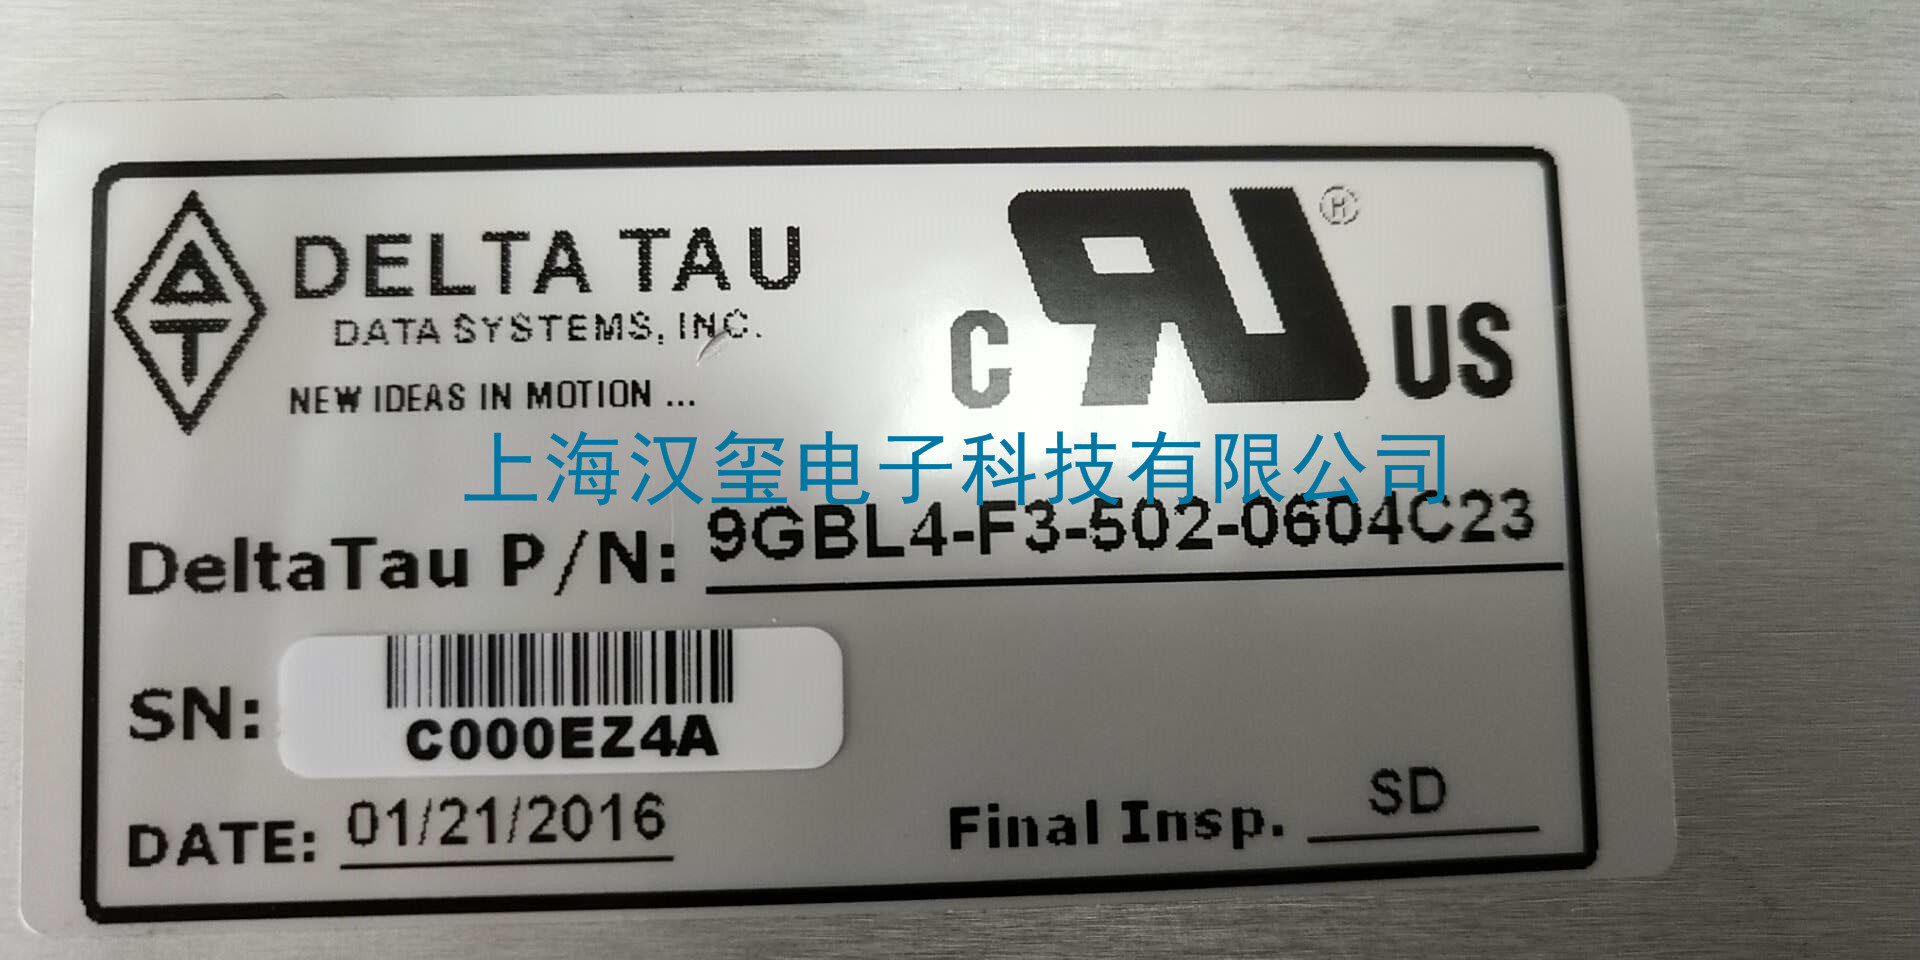 DELTA TAU
DATA SYSTEMS, INC.
NEW IDEAS IN MOTION ...
C RU ® US
上海汉玺电子科技有限公司
DeltaTau P/N: 9GBL4-F3-502-0604C23
SN: C000EZ4A
DATE: 01/21/2016
Final Insp. SD